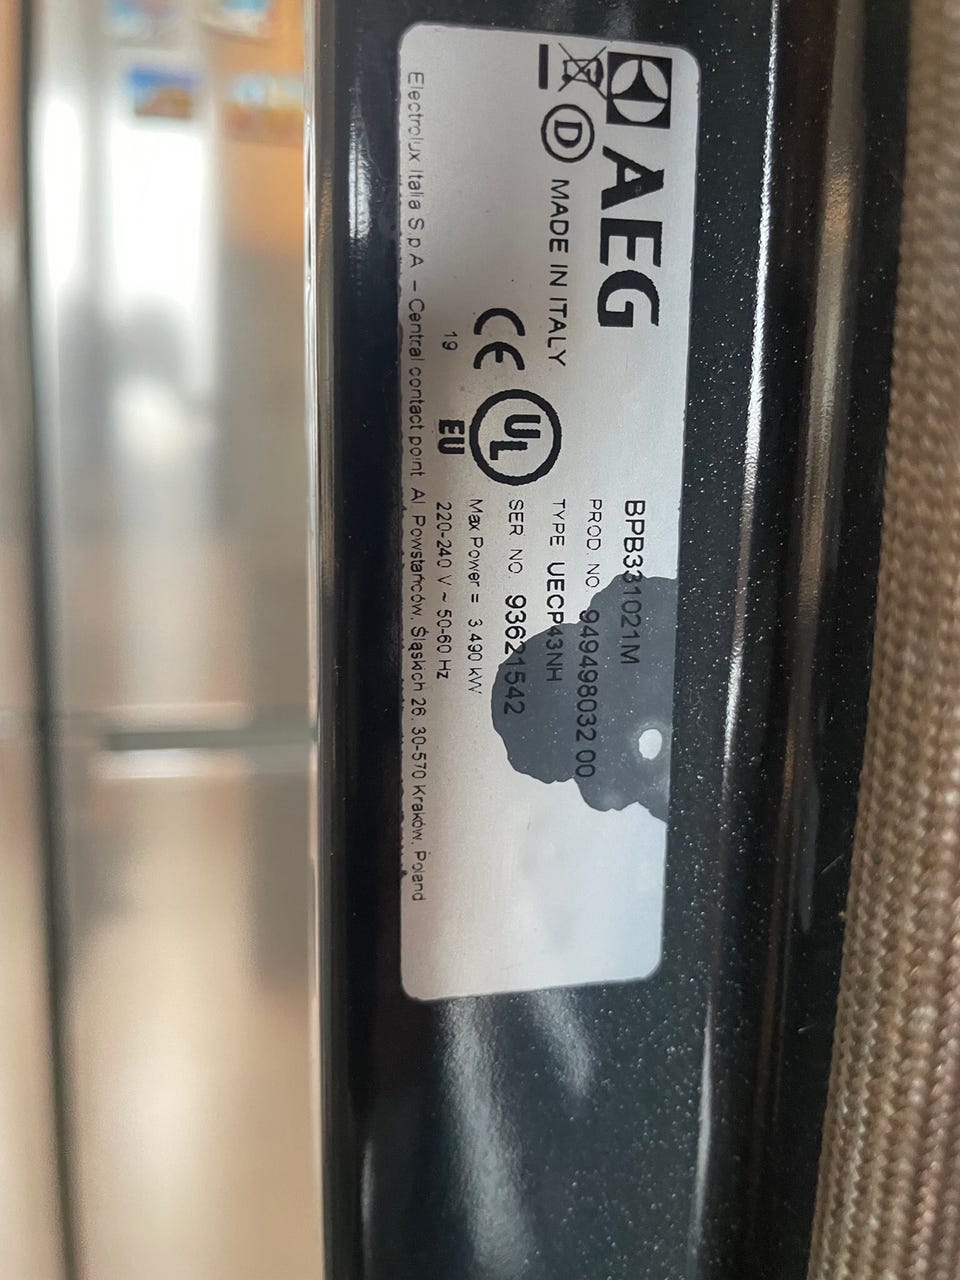 AEG
D MADE IN ITALY
CE
UL
19
EU
BPB331021M
PROD. NO. 949498032 00
TYPE UECP43NH
SER. NO. 93621542
Max Power = 3.490 kW
220-240 V ~ 50-60 Hz
Electrolux Italia S.p.A. - Central contact point Al. Powstańców. Śląskich 26. 30-570 Kraków. Poland